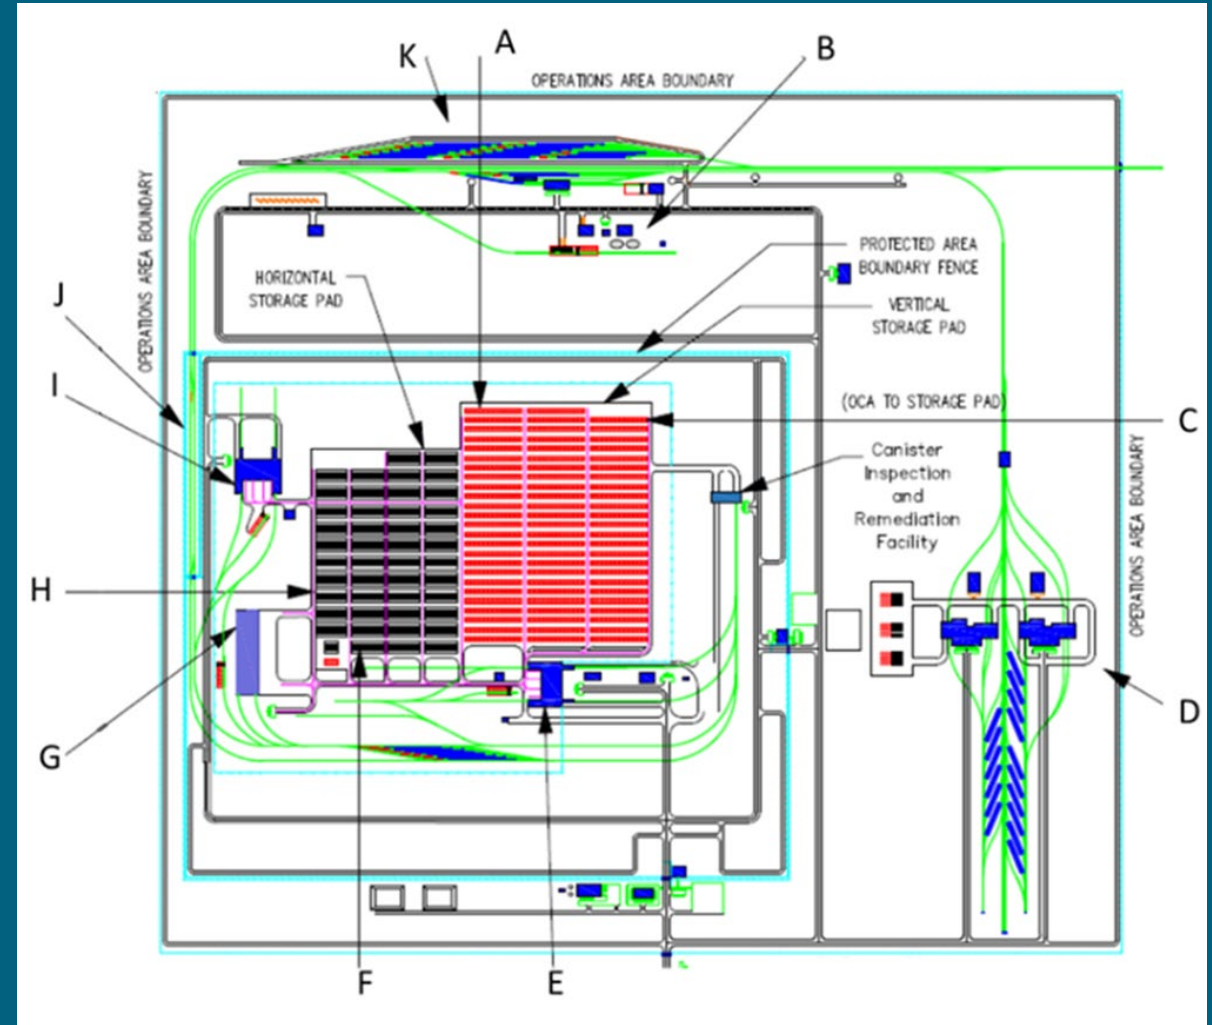 A
K
B
OPERATIONS AREA BOUNDARY
OPERATIONS AREA BOUNDARY
PROTECTED AREA
BOUNDARY FENCE
HORIZONTAL
STORAGE PAD
VERTICAL
STORAGE PAD
J
I
(OCA TO STORAGE PAD)
C
Canister
Inspection
and
Remediation
Facility
OPERATIONS AREA BOUNDARY
H
D
G
F
E